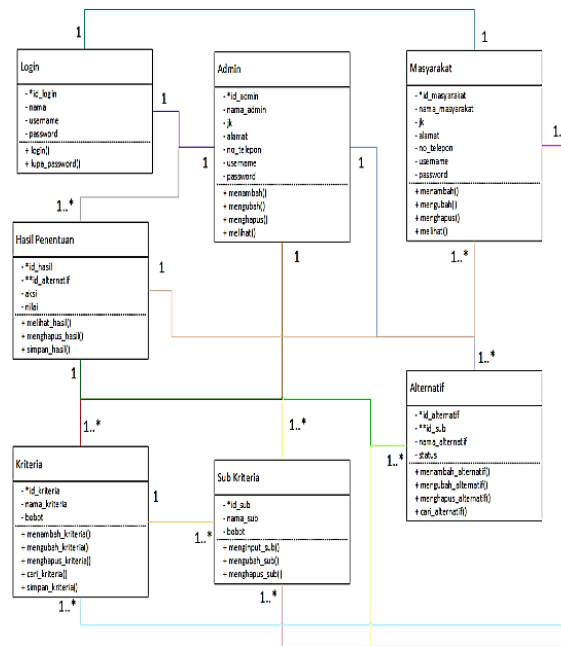 1
1
Login
- *id_login
- nama
- username
- password
+ login()
+ lupa_password()
1
Admin
- *id_admin
- nama_admin
- jk
- alamat
- no_telepon
- username
- password
+ menambah()
+ mengubah()
+ menghapus()
+ melihat()
1
1
1
Masyarakat
- *id_masyarakat
- nama_masyarakat
- jk
- alamat
- no_telepon
- username
- password
+ menambah()
+ mengubah()
+ menghapus()
+ melihat()
1..
1..*
1..*
Hasil Penentuan
- *id_hasil
- **id_alternatif
- aksi
- nilai
+ melihat_hasil()
+ menghapus_hasil()
+ simpan_hasil()
1
1
1..*
Alternatif
- *id_alternatif
- **id_sub
- nama_alternatif
- status
+ menambah_alternatif()
+ mengubah_alternatif()
+ menghapus_alternatif()
+ cari_alternatif()
1..*
1..*
1..*
Kriteria
- *id_kriteria
- nama_kriteria
- bobot
+ menambah_kriteria()
+ mengubah_kriteria()
+ menghapus_kriteria()
+ cari_kriteria()
+ simpan_kriteria()
1
1..*
Sub Kriteria
- *id_sub
- nama_sub
- bobot
+ menginput_sub()
+ mengubah_sub()
+ menghapus_sub()
1..*
1..*